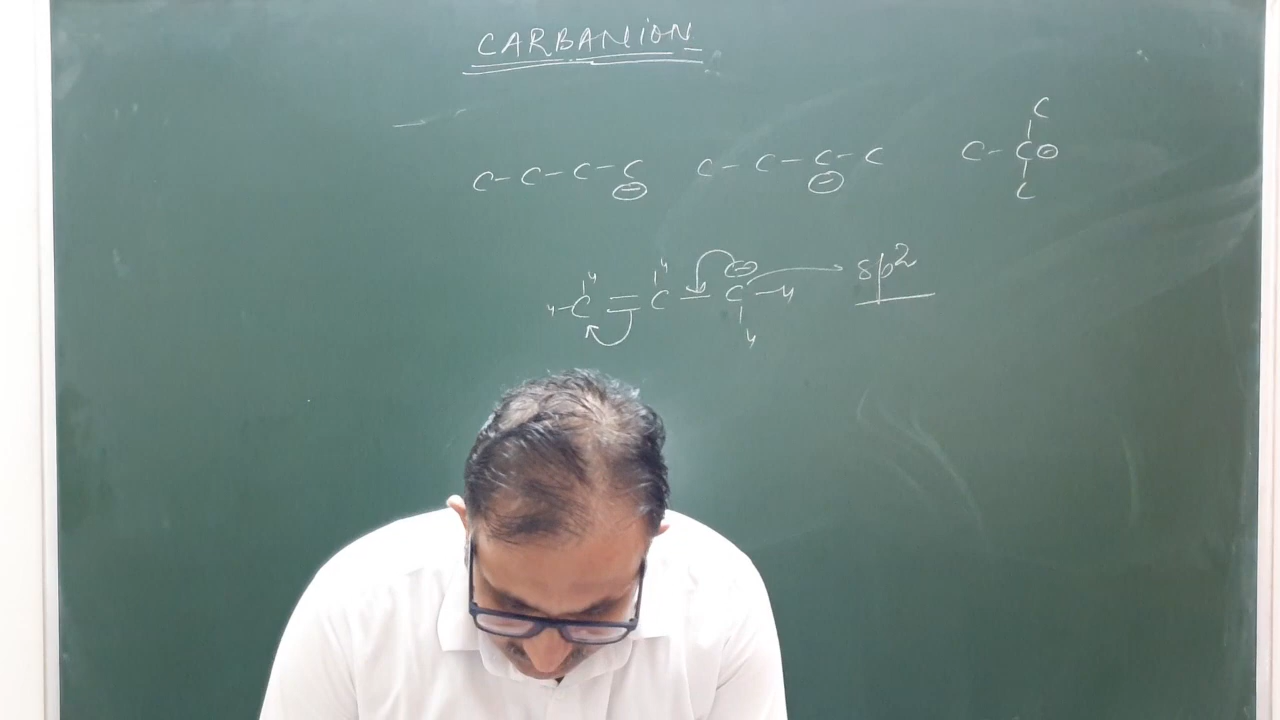 CARBANION
C
C-C-C-C C-C-C-C C-C⊖
⊖ ⊖ C
H H ⊖ sp²
H-C=C-C-H
H